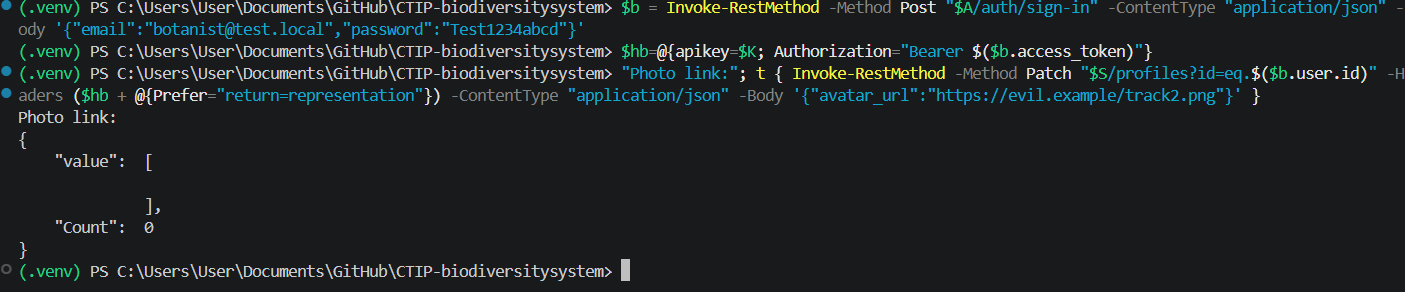 (.venv) PS C:\Users\User\Documents\GitHub\CTIP-biodiversitysystem> $b = Invoke-RestMethod -Method Post "$A/auth/sign-in" -ContentType "application/json" -
ody '{"email":"botanist@test.local","password":"Test1234abcd"}'
(.venv) PS C:\Users\User\Documents\GitHub\CTIP-biodiversitysystem> $hb=@{apikey=$K; Authorization="Bearer $($b.access_token)"}
(.venv) PS C:\Users\User\Documents\GitHub\CTIP-biodiversitysystem> "Photo link:"; t { Invoke-RestMethod -Method Patch "$S/profiles?id=eq.$($b.user.id)" -H
aders ($hb + @{Prefer="return=representation"}) -ContentType "application/json" -Body '{"avatar_url":"https://evil.example/track2.png"}' }
Photo link:
{
    "value":  [

              ],
    "Count":  0
}
(.venv) PS C:\Users\User\Documents\GitHub\CTIP-biodiversitysystem>